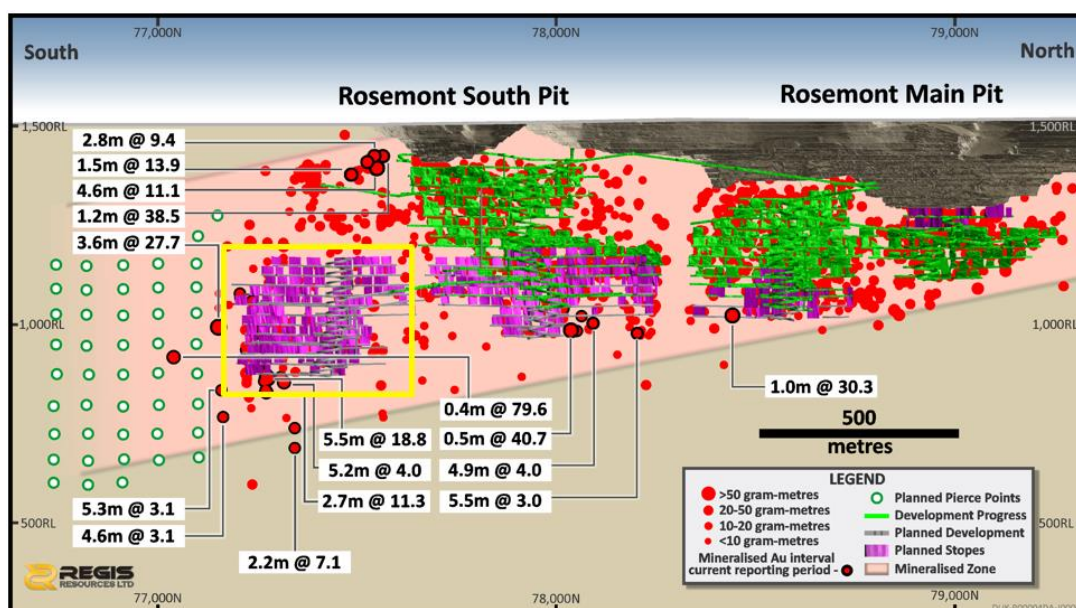 77,000N
78,000N
79,000N
South
North
Rosemont South Pit
Rosemont Main Pit
1,500RL
1,500RL
2.8m @ 9.4
1.5m @ 13.9
4.6m @ 11.1
1.2m @ 38.5
3.6m @ 27.7
1,000RL
1,000RL
1.0m @ 30.3
0.4m @ 79.6
0.5m @ 40.7
4.9m @ 4.0
5.5m @ 3.0
5.5m @ 18.8
5.2m @ 4.0
2.7m @ 11.3
5.3m @ 3.1
4.6m @ 3.1
2.2m @ 7.1
500
metres
LEGEND
>50 gram-metres
20-50 gram-metres
10-20 gram-metres
<10 gram-metres
Mineralised Au interval
current reporting period -
Planned Pierce Points
Development Progress
Planned Development
Planned Stopes
Mineralised Zone
500RL
500RL
REGIS
RESOURCES LTD
77,000N
78,000N
79,000N